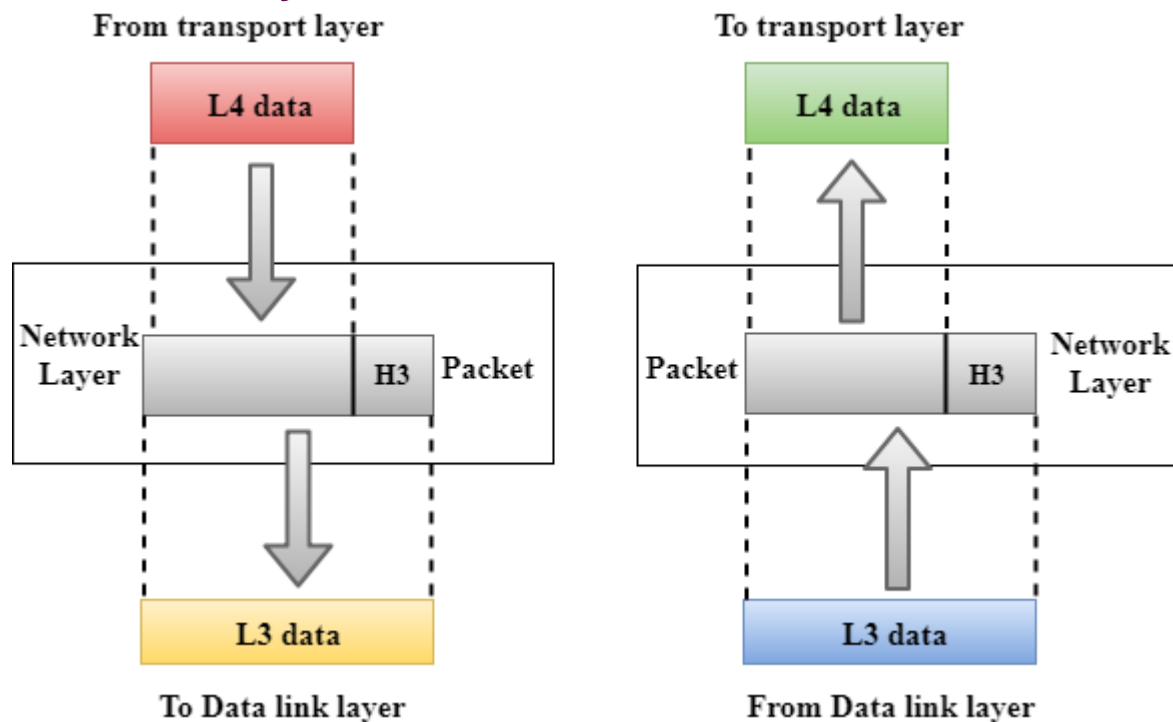 From transport layer
To transport layer
L4 data
L4 data
Network
Layer
H3
Packet
Packet
H3
Network
Layer
L3 data
L3 data
To Data link layer
From Data link layer